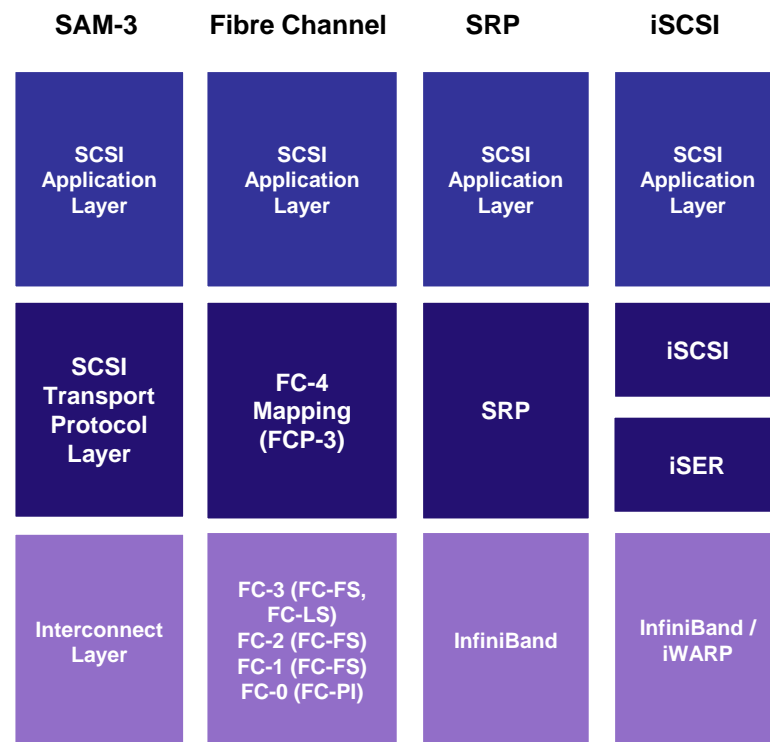 SAM-3 Fibre Channel SRP iSCSI
SCSI
Application
Layer
SCSI
Application
Layer
SCSI
Application
Layer
SCSI
Application
Layer
SCSI
Transport
Protocol
Layer
FC-4
Mapping
(FCP-3)
SRP
iSCSI
iSER
Interconnect
Layer
FC-3 (FC-FS,
FC-LS)
FC-2 (FC-FS)
FC-1 (FC-FS)
FC-0 (FC-PI)
InfiniBand
InfiniBand /
iWARP